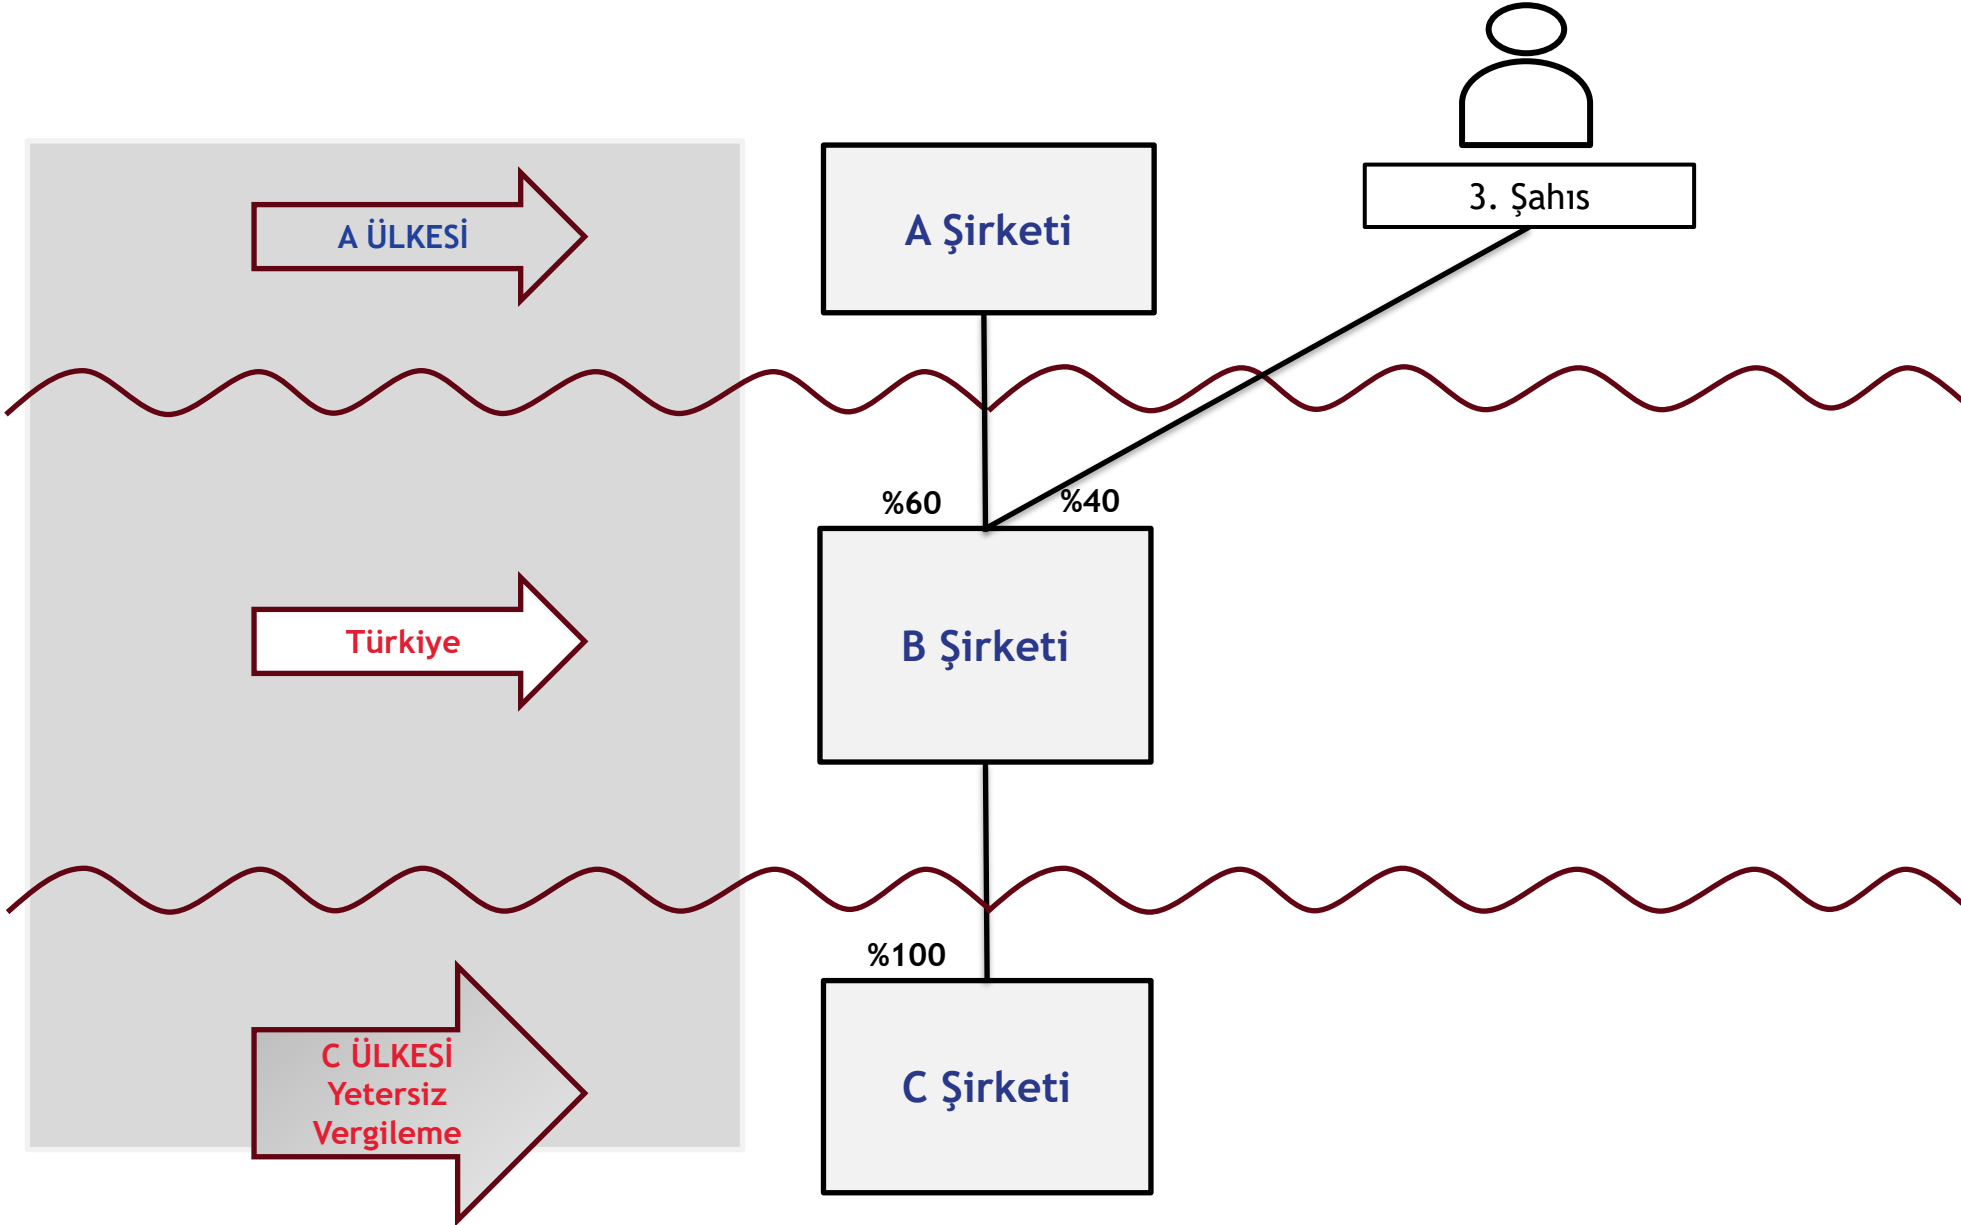 A ÜLKESİ
A Şirketi
3. Şahıs
%60
%40
Türkiye
B Şirketi
%100
C ÜLKESİ
Yetersiz
Vergileme
C Şirketi